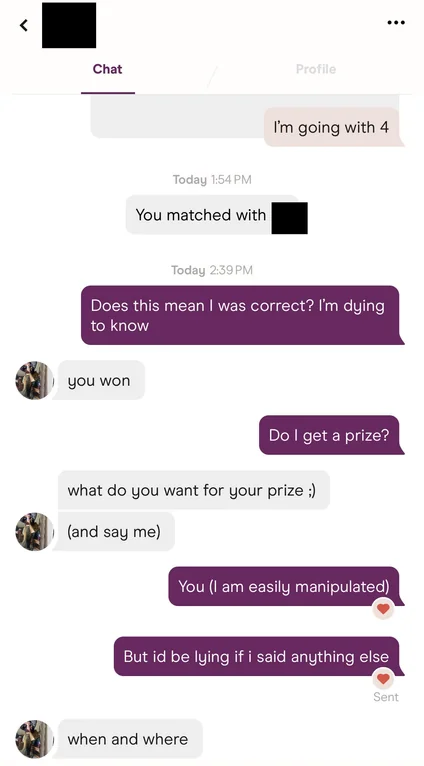 Chat
Profile
I'm going with 4
Today 1:54 PM
You matched with
Today 2:39 PM
Does this mean I was correct? I'm dying
to know
you won
Do I get a prize?
what do you want for your prize ;)
(and say me)
You (I am easily manipulated)
But id be lying if i said anything else
Sent
when and where